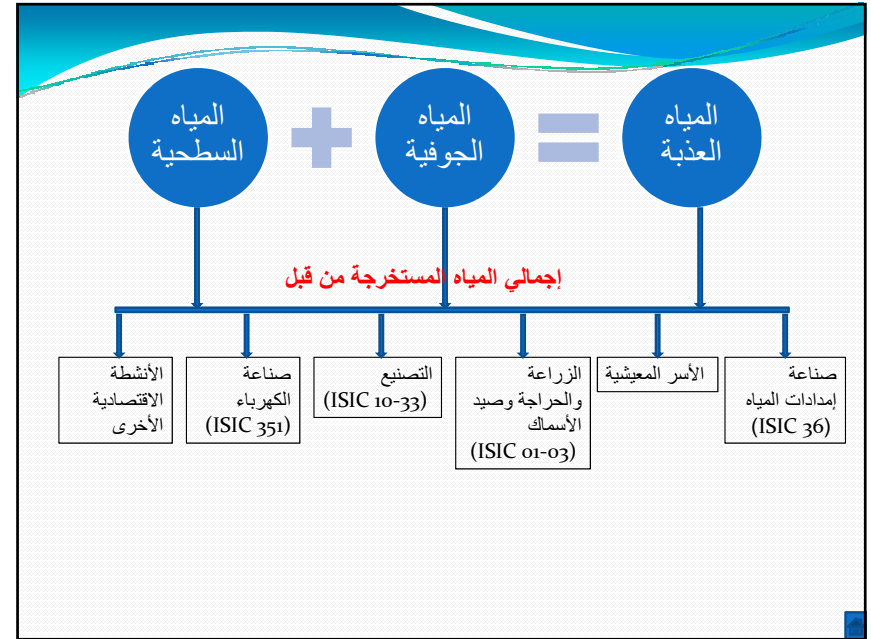 المياه
العذبة
المياه
الجوفية
المياه
السطحية
إجمالي المياه المستخرجة من قبل
صناعة
إمدادات المياه
(ISIC 36)
الأسر المعيشية
الزراعة
والحراجة وصيد
الأسماك
(ISIC 01-03)
التصنيع
(ISIC 10-33)
صناعة
الكهرباء
(ISIC 351)
الأنشطة
الاقتصادية
الأخرى